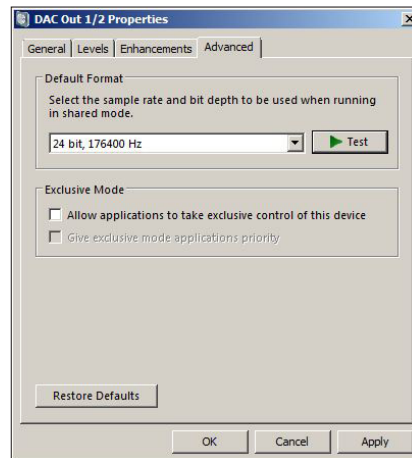 DAC Out 1/2 Properties
General
Levels
Enhancements
Advanced
Default Format
Select the sample rate and bit depth to be used when running
in shared mode.
24 bit, 176400 Hz
Test
Exclusive Mode
Allow applications to take exclusive control of this device
Give exclusive mode applications priority
Restore Defaults
OK
Cancel
Apply